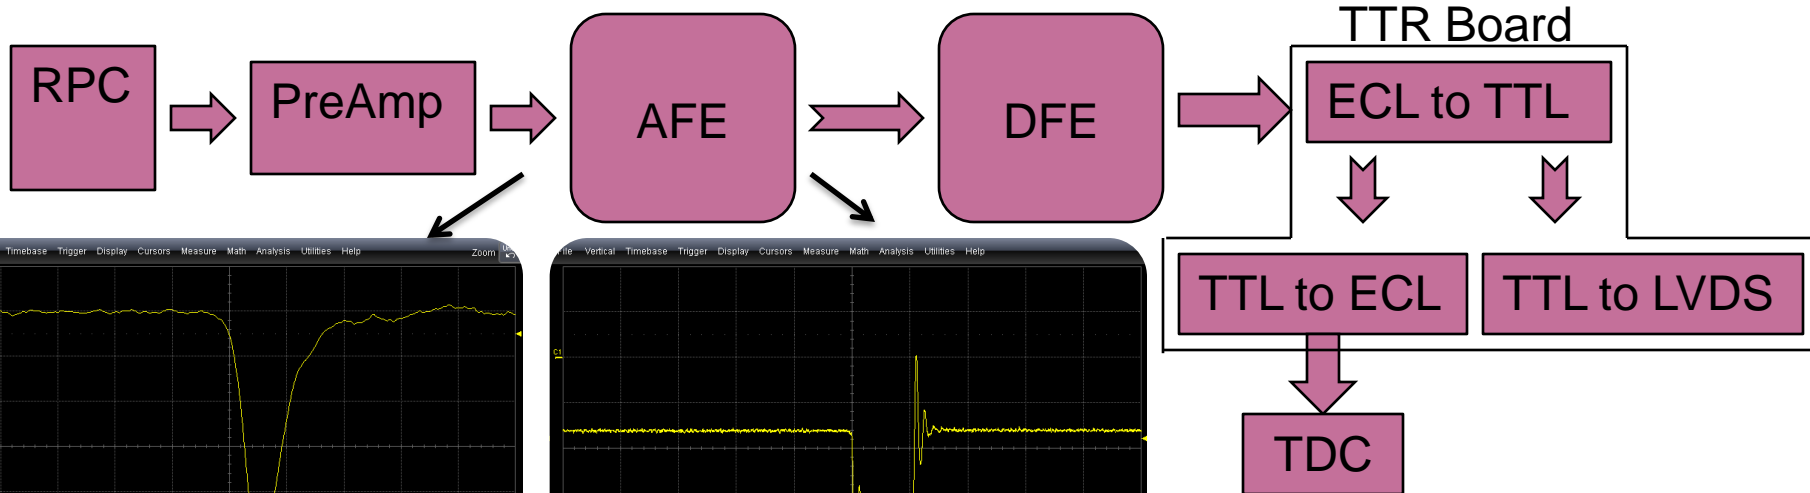 TTR Board
RPC
PreAmp
AFE
DFE
ECL to TTL
TTL to ECL
TTL to LVDS
TDC
Timebase Trigger Display Cursors Measure Math Analysis Utilities Help
Zoom
Vertical Timebase Trigger Display Cursors Measure Math Analysis Utilities Help
C1